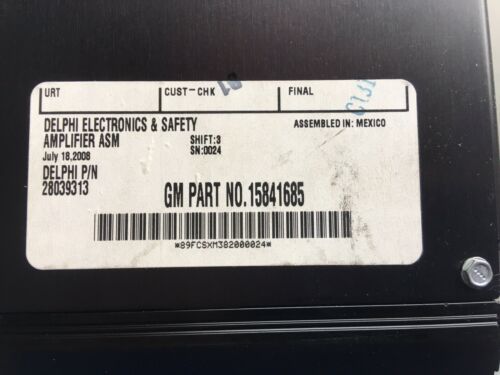 URT CUST-CHK 01 FINAL
DELPHI ELECTRONICS & SAFETY ASSEMBLED IN: MEXICO
AMPLIFIER ASM SHIFT:3
July 18,2008 SN:0024
DELPHI P/N
28039313
GM PART NO.15841685
*89FCSXM382000024*